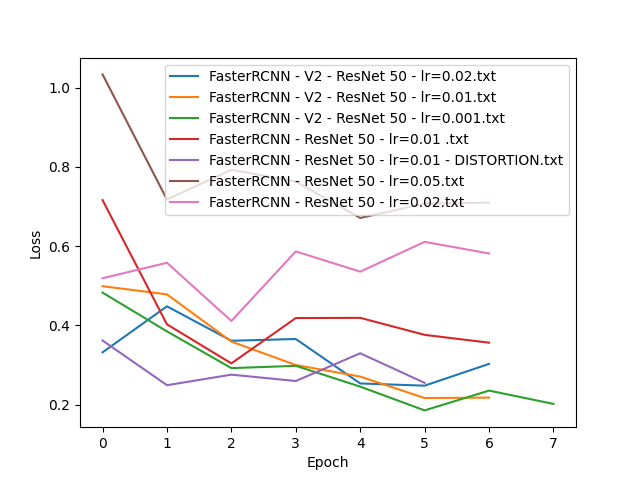 FasterRCNN - V2 - ResNet 50 - lr=0.02.txt
FasterRCNN - V2 - ResNet 50 - lr=0.01.txt
FasterRCNN - V2 - ResNet 50 - lr=0.001.txt
FasterRCNN - ResNet 50 - lr=0.01 .txt
FasterRCNN - ResNet 50 - lr=0.01 - DISTORTION.txt
FasterRCNN - ResNet 50 - lr=0.05.txt
FasterRCNN - ResNet 50 - lr=0.02.txt
1.0
0.8
0.6
0.4
0.2
Loss
0 1 2 3 4 5 6 7
Epoch